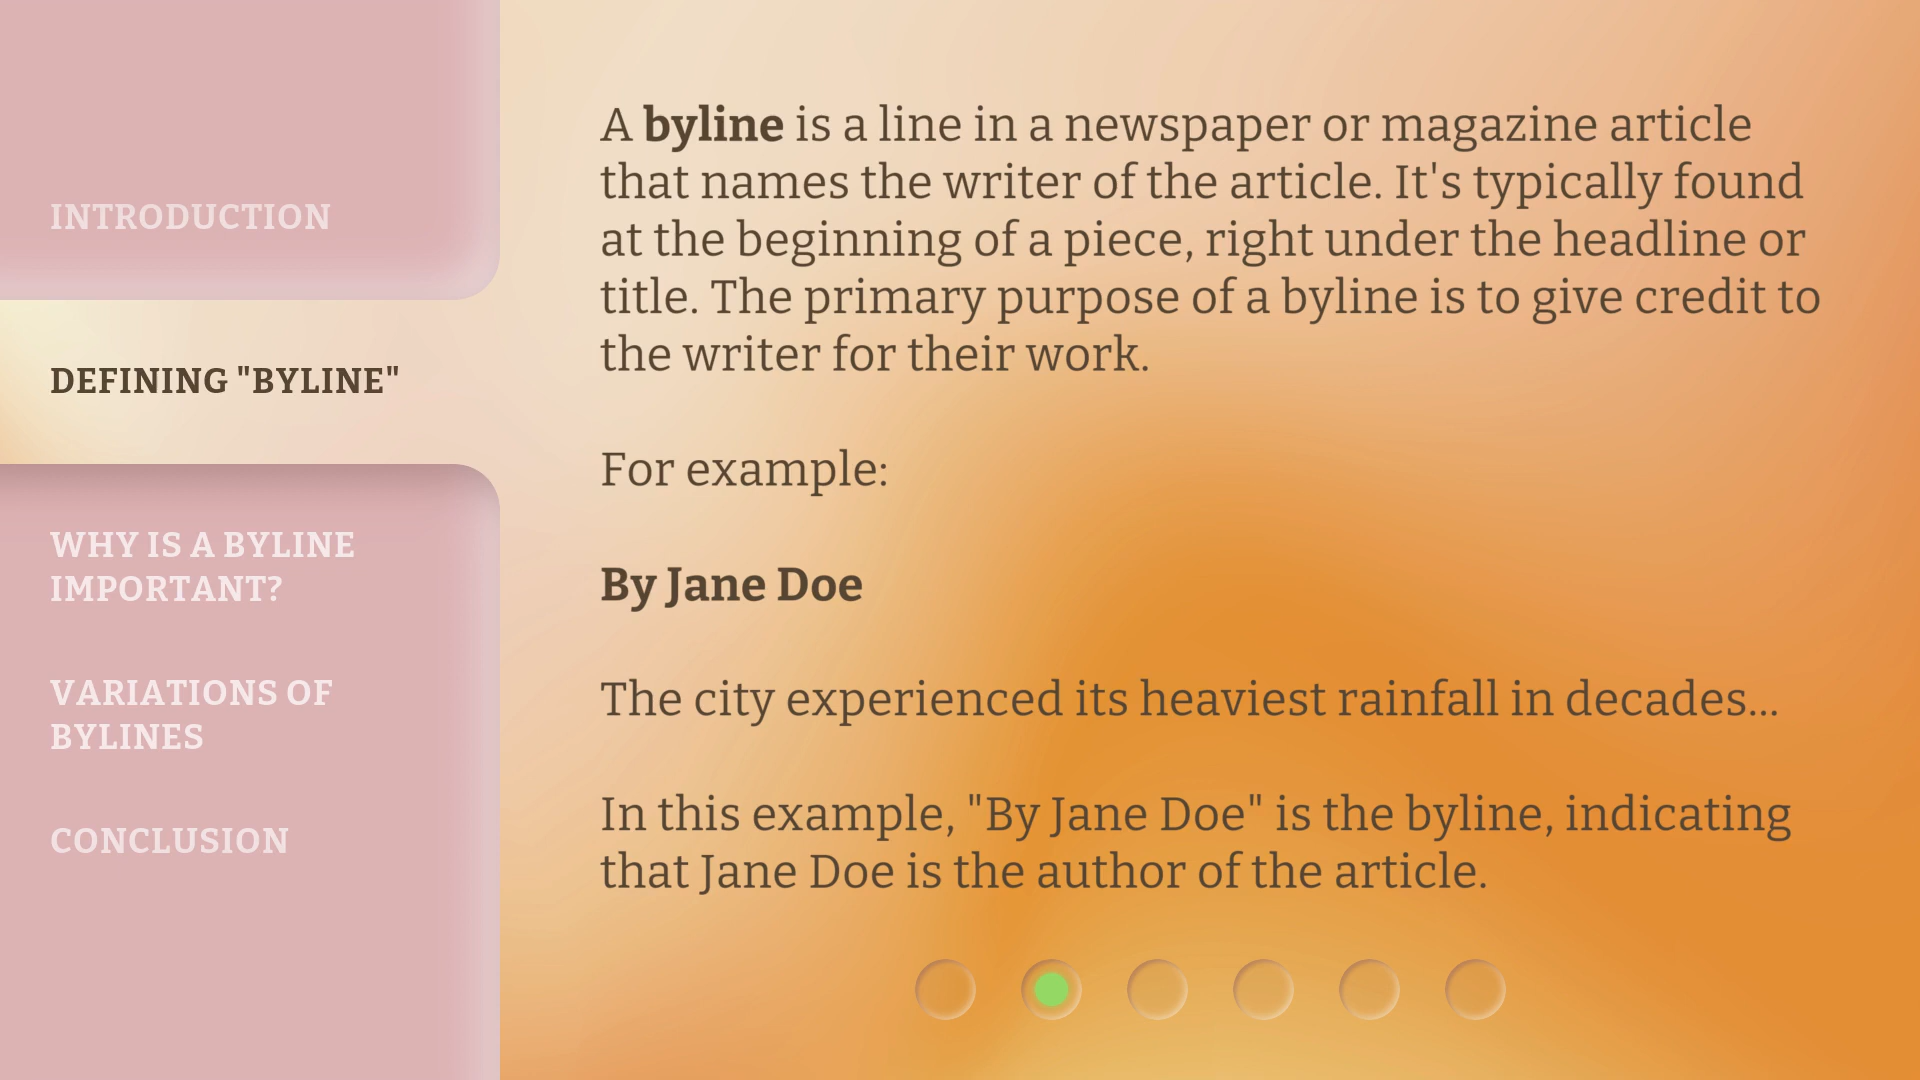 INTRODUCTION
DEFINING "BYLINE"
WHY IS A BYLINE
IMPORTANT?
VARIATIONS OF
BYLINES
CONCLUSION
A byline is a line in a newspaper or magazine article
that names the writer of the article. It's typically found
at the beginning of a piece, right under the headline or
title. The primary purpose of a byline is to give credit to
the writer for their work.
For example:
By Jane Doe
The city experienced its heaviest rainfall in decades...
In this example, "By Jane Doe" is the byline, indicating
that Jane Doe is the author of the article.